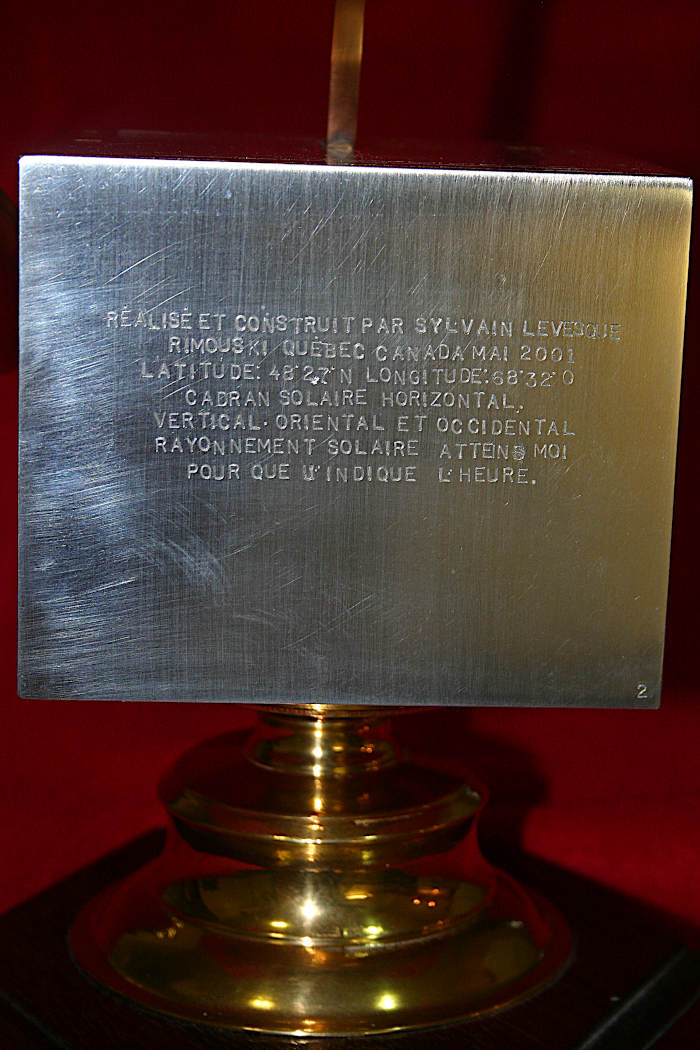 RÉALISÉ ET CONSTRUIT PAR SYLVAIN LEVESQUE
RIMOUSKI QUÉBEC CANADA MAI 2001
LATITUDE: 48°27' N LONGITUDE: 68°32' O
CADRAN SOLAIRE HORIZONTAL,
VERTICAL. ORIENTAL ET OCCIDENTAL
RAYONNEMENT SOLAIRE ATTENS MOI
POUR QUE J'INDIQUE L'HEURE.
2